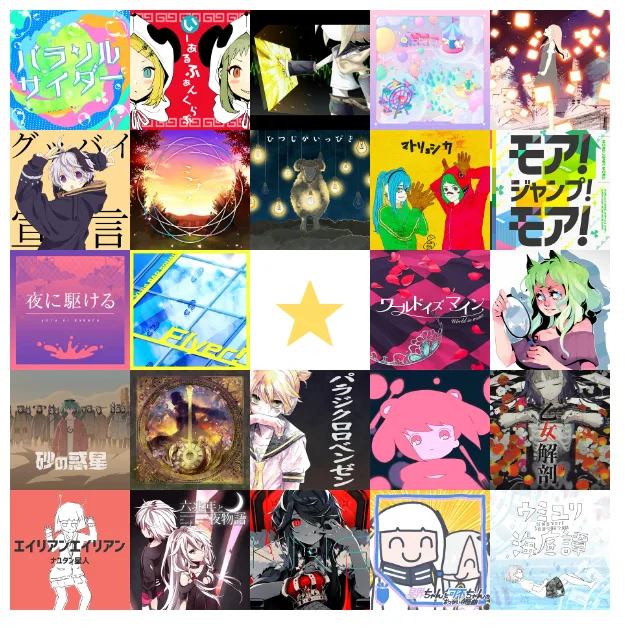 パラソル
サイダー
いーあるふぁんくらぶ
グッバイ
宣言
ひつじがいっぴき
マトリョシカ
モア!
ジャンプ!
モア!
夜に駆ける
Flyer!
ワールドイズマイン
World is mine
砂の惑星
パラジクロロベンゼン
女
解
剖
エイリアンエイリアン
ナユタン星人
六兆年と
一夜物語
ウミユリ
海底譚